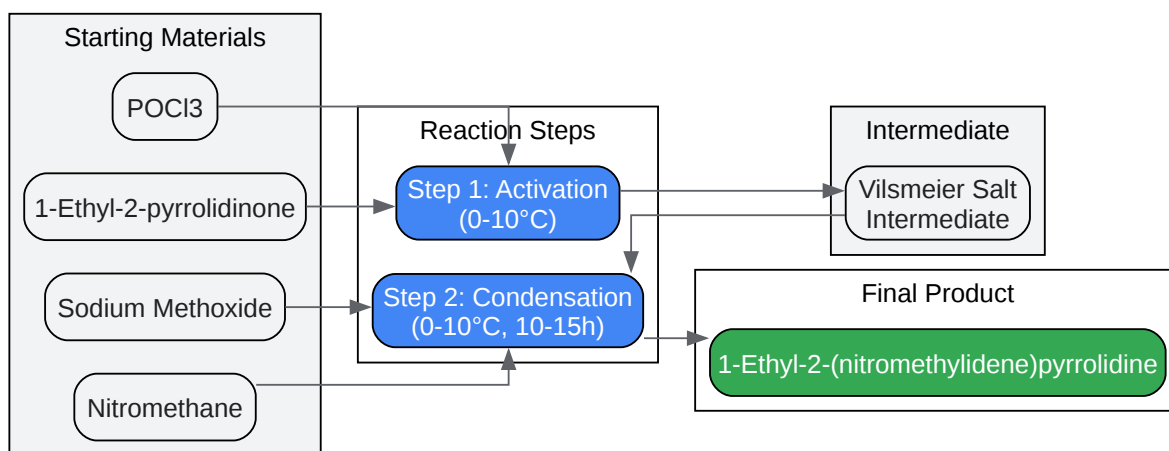 Starting Materials
POCl3
1-Ethyl-2-pyrrolidinone
Sodium Methoxide
Nitromethane
Reaction Steps
Step 1: Activation
(0-10°C)
Step 2: Condensation
(0-10°C, 10-15h)
Intermediate
Vilsmeier Salt
Intermediate
Final Product
1-Ethyl-2-(nitromethylidene)pyrrolidine